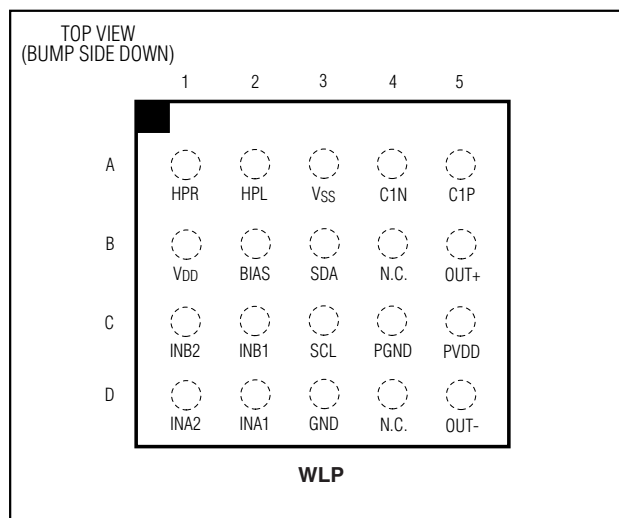 TOP VIEW
(BUMP SIDE DOWN)
1 2 3 4 5
A
HPR HPL VSS C1N C1P
B
VDD BIAS SDA N.C. OUT+
C
INB2 INB1 SCL PGND PVDD
D
INA2 INA1 GND N.C. OUT-
WLP